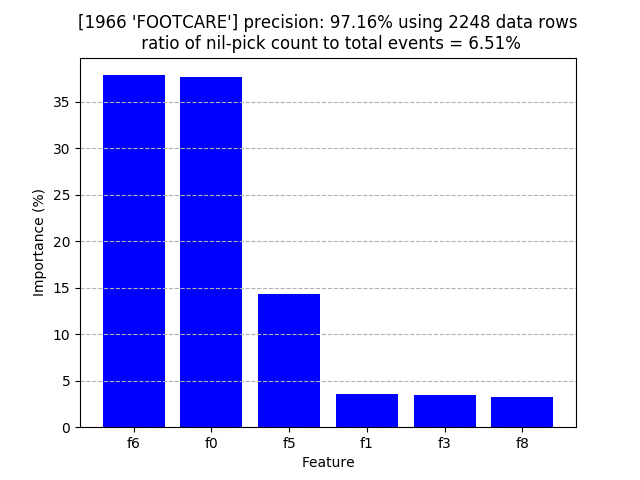 [1966 'FOOTCARE'] precision: 97.16% using 2248 data rows
ratio of nil-pick count to total events = 6.51%
Importance (%)
35
30
25
20
15
10
5
0
f6 f0 f5 f1 f3 f8
Feature